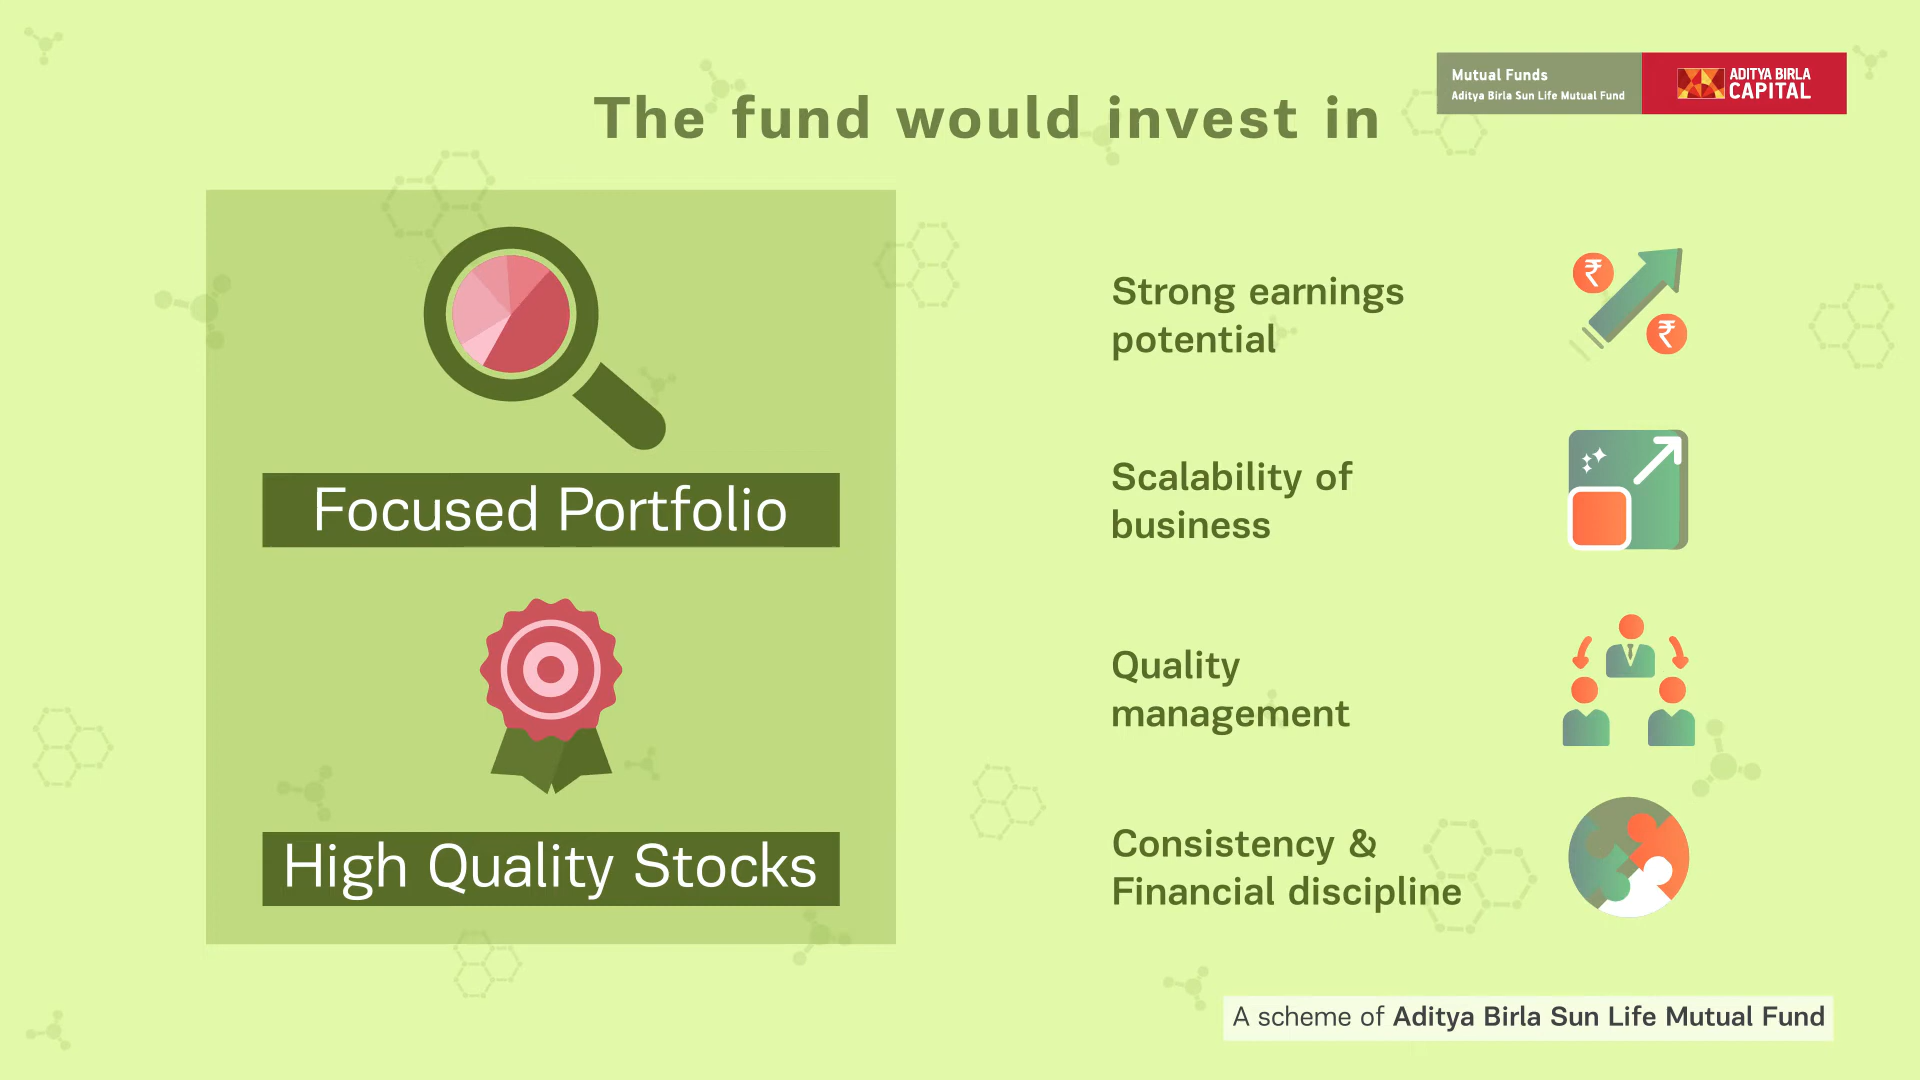 Mutual Funds
Aditya Birla Sun Life Mutual Fund
ADITYA BIRLA
CAPITAL
The fund would invest in
Focused Portfolio
High Quality Stocks
Strong earnings
potential
₹
₹
Scalability of
business
Quality
management
Consistency &
Financial discipline
A scheme of Aditya Birla Sun Life Mutual Fund